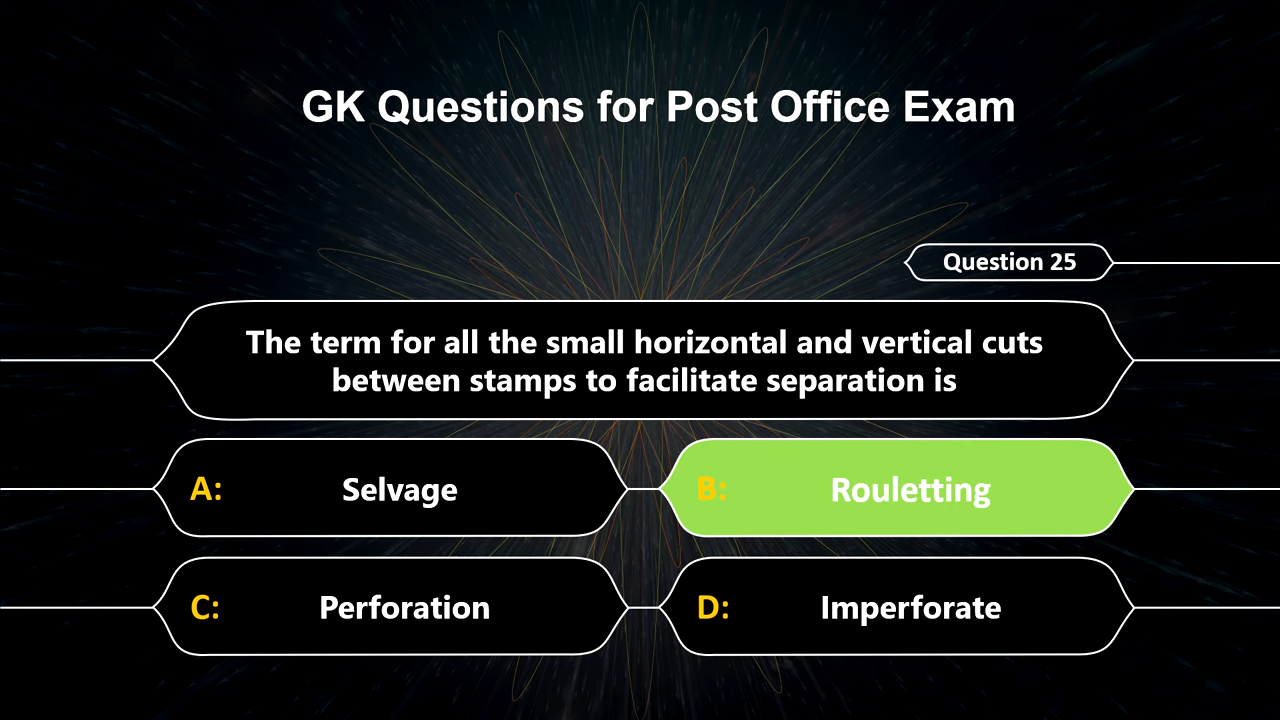 GK Questions for Post Office Exam
Question 25
The term for all the small horizontal and vertical cuts
between stamps to facilitate separation is
A: Selvage
B: Rouletting
C: Perforation
D: Imperforate